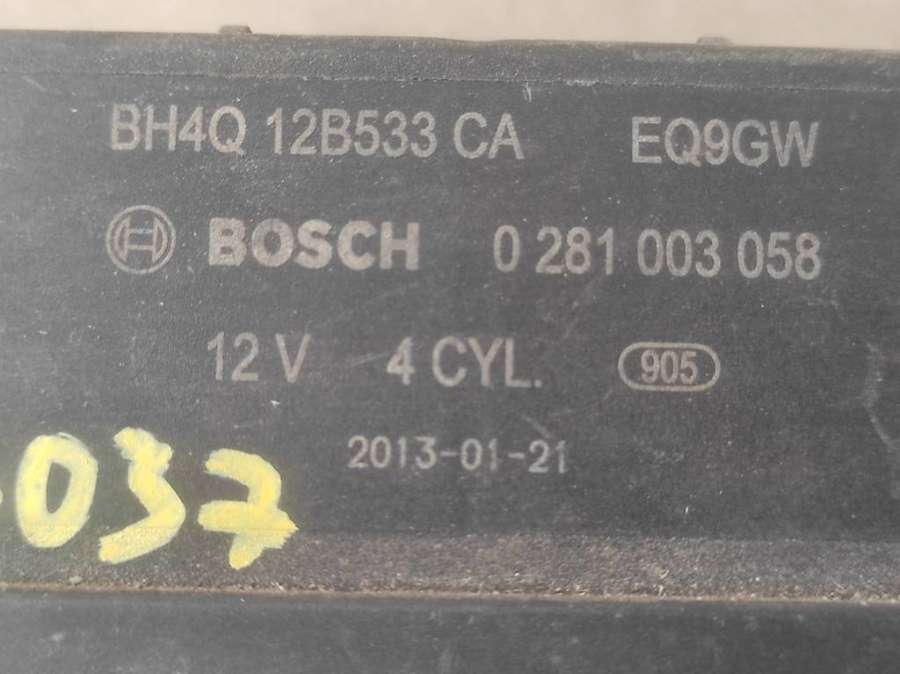 BH4Q 12B533 CA EQ9GW
BOSCH 0 281 003 058
12 V 4 CYL. 905
2013-01-21
037